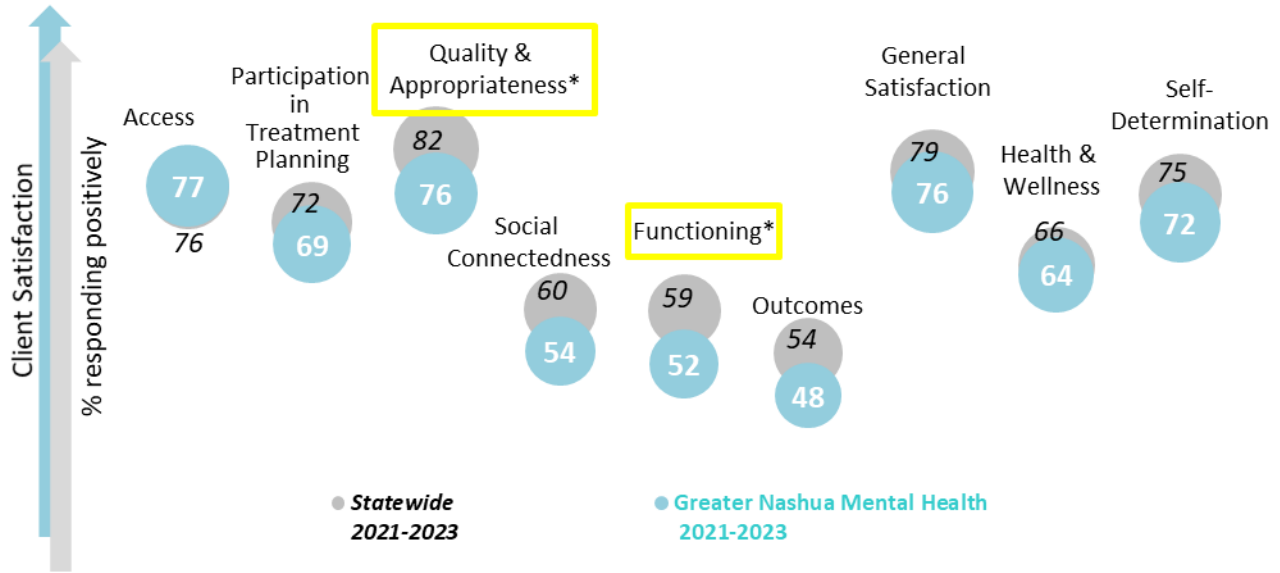 Client Satisfaction
% responding positively
Access
77
76
Participation
in
Treatment
Planning
72
69
Quality &
Appropriateness*
82
76
Social
Connectedness
60
54
Functioning*
59
52
Outcomes
54
48
General
Satisfaction
79
76
Health &
Wellness
66
64
Self-
Determination
75
72
Statewide
2021-2023
Greater Nashua Mental Health
2021-2023